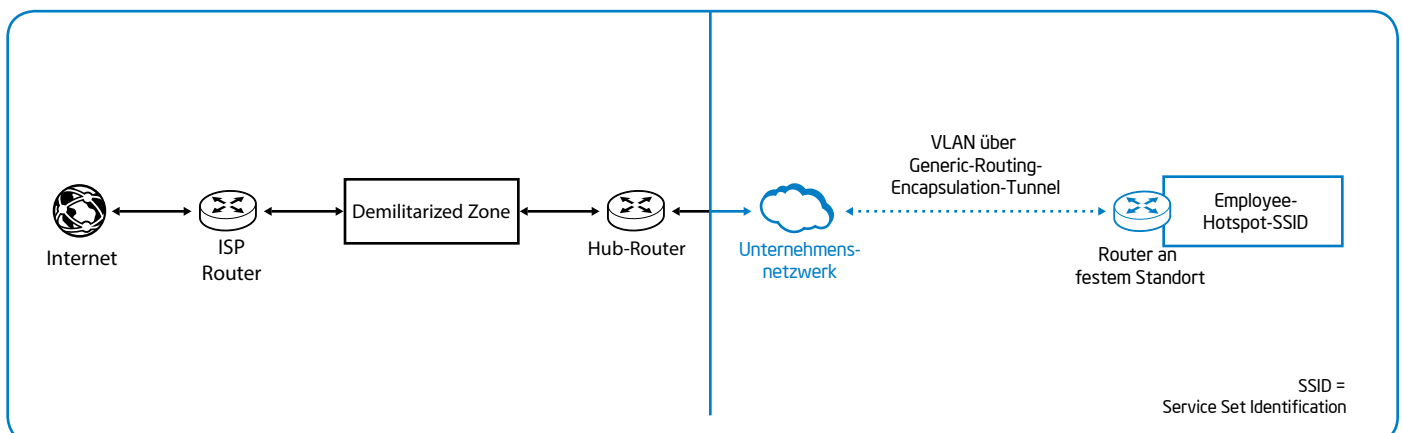 Internet
ISP
Router
Demilitarized Zone
Hub-Router
Unternehmens-
netzwerk
VLAN über
Generic-Routing-
Encapsulation-Tunnel
Router an
festem Standort
Employee-
Hotspot-SSID
SSID =
Service Set Identification